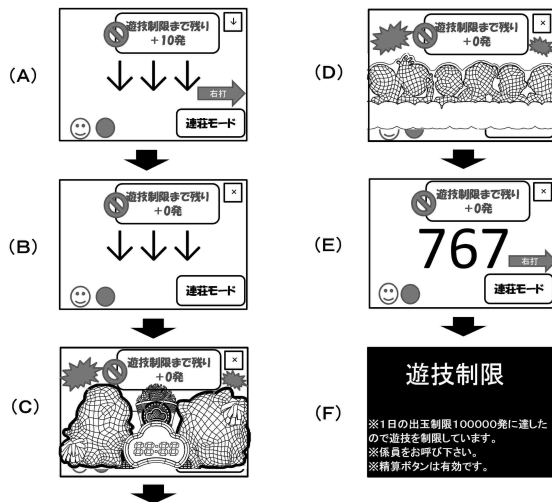 (A)
遊技制限まで残り
+10発
↓
↓ ↓ ↓
右打
連荘モード
(B)
遊技制限まで残り
+0発
×
↓ ↓ ↓
連荘モード
(C)
遊技制限まで残り
+0発
×
88:88
(D)
遊技制限まで残り
+0発
×
(E)
遊技制限まで残り
+0発
×
767
右打
連荘モード
(F)
遊技制限
※1日の出玉制限100000発に達した
ので遊技を制限しています。
※係員をお呼び下さい。
※精算ボタンは有効です。